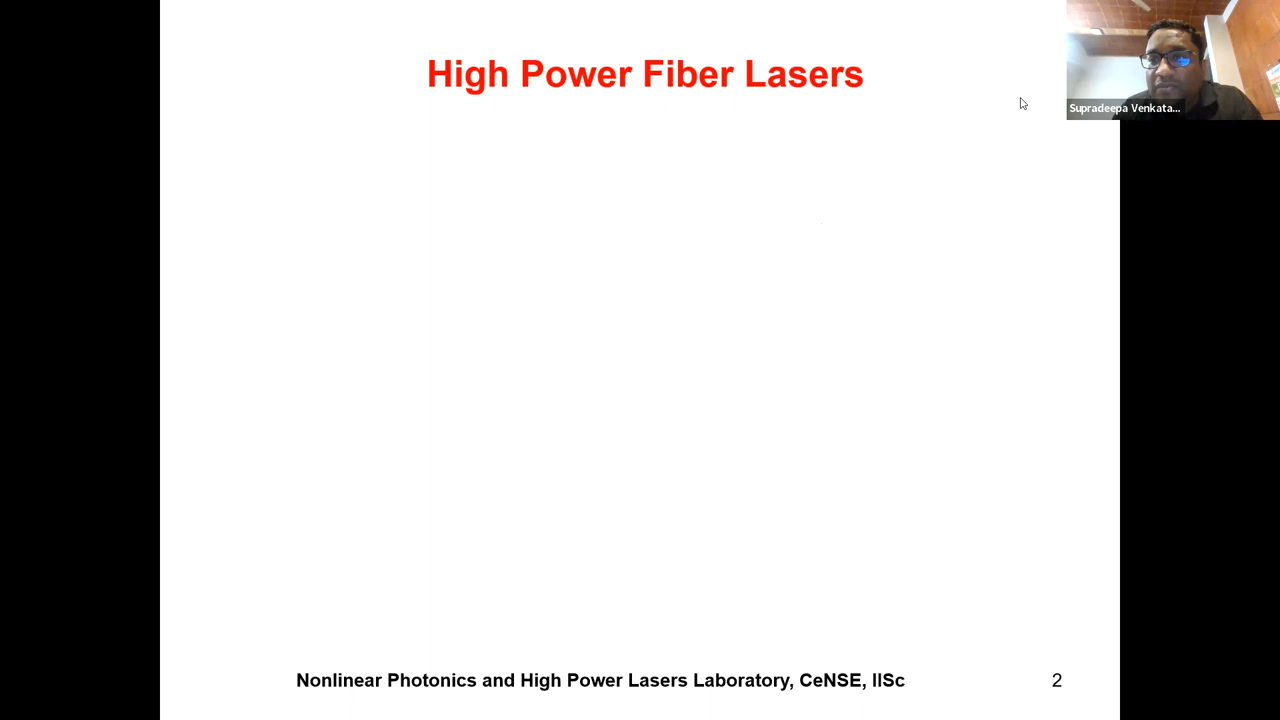 High Power Fiber Lasers
Supradeepa Venkata...
Nonlinear Photonics and High Power Lasers Laboratory, CeNSE, IISc
2